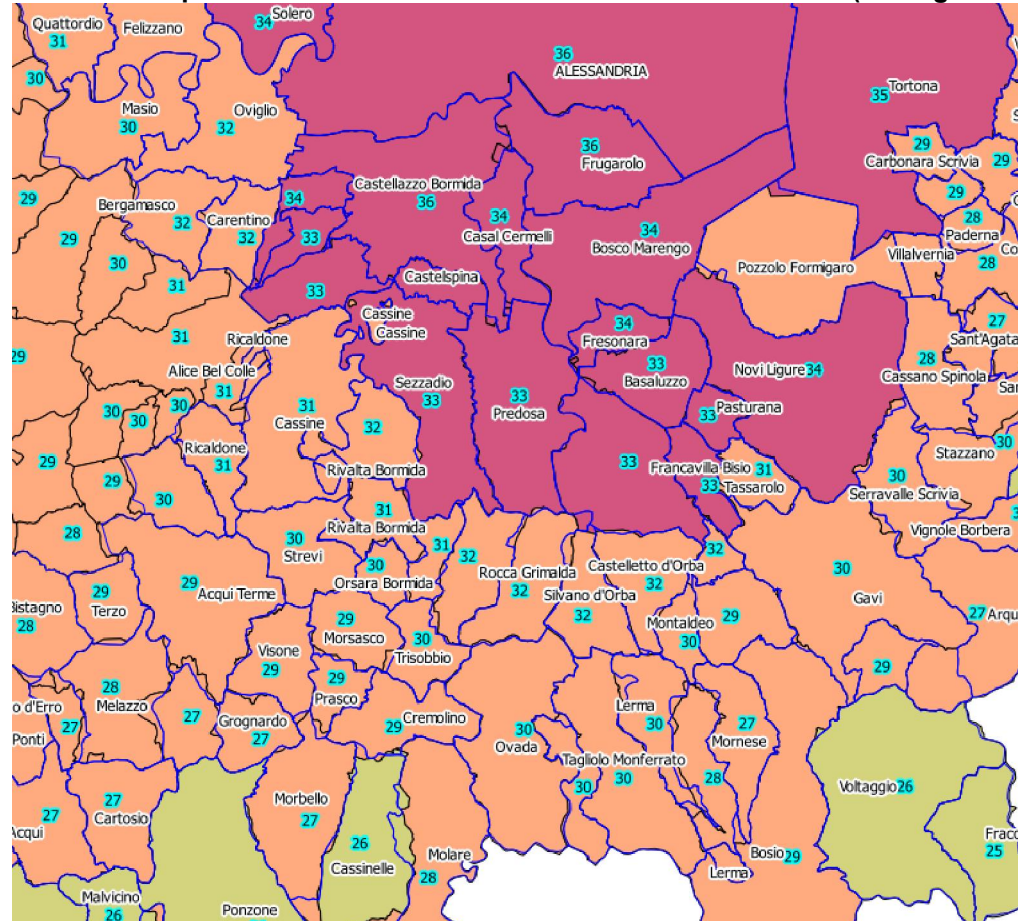 Quattordio
31
Felizzano
34
Solero
36
ALESSANDRIA
35
Tortona
30
Masio
30
Oviglio
32
36
Frugarolo
29
Carbonara Scrivia
29
29
Bergamasco
32
Carentino
32
34
Castellazzo Bormida
36
34
Casal Cermelli
34
Bosco Marengo
29
28
Paderna
Villalvernia
28
29
30
31
33
33
Castelspina
Pozzolo Formigaro
27
Sant'Agata
29
31
Ricaldone
Alice Bel Colle
31
Cassine
Cassine
34
Fresonara
33
Basaluzzo
Novi Ligure 34
28
Cassano Spinola
Sezzadio
33
33
Predosa
33
Pasturana
30
30
30
31
Cassine
32
29
Ricaldone
31
Rivalta Bormida
33
Francavilla Bisio
31
33
Tassarolo
30
Stazzano
30
Serravalle Scrivia
29
30
31
Rivalta Bormida
Vignole Borbera
28
30
Strevi
31
32
32
30
Orsara Bormida
Rocca Grimalda
32
Castelletto d'Orba
32
Silvano d'Orba
32
30
Gavi
29
Terzo
29
Acqui Terme
Bistagno
28
29
Morsasco
30
Trisobbio
Montaldeo
30
29
27
Arqu
Visone
29
29
Prasco
29
28
Melazzo
o d'Erro
27
Ponti
27
Grognardo
27
29
Cremolino
30
Ovada
Lerma
30
27
Mornese
Tagliolo Monferrato
30
30
28
Voltaggio 26
27
Acqui
27
Cartosio
Morbello
27
26
Cassinelle
Molare
28
Bosio 29
Lerma
Fracc
25
Malvicino
26
Ponzone